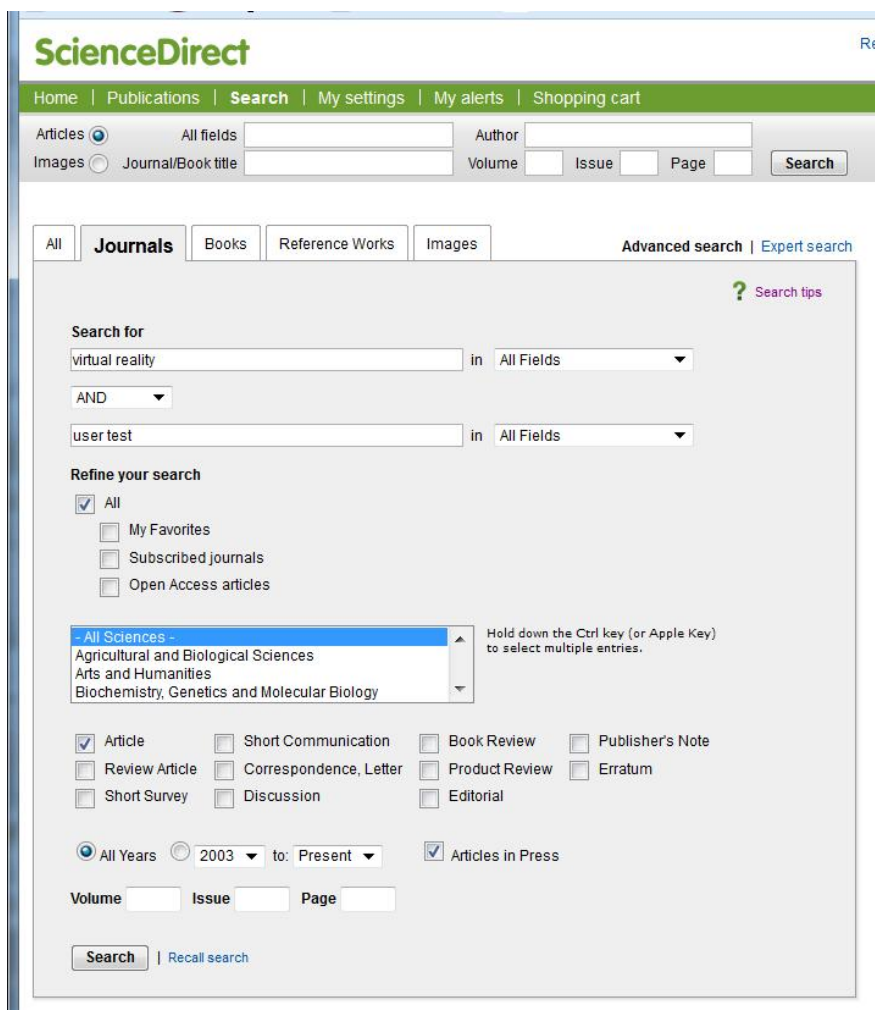 ScienceDirect
Re
Home | Publications | Search | My settings | My alerts | Shopping cart
Articles All fields Author
Images Journal/Book title Volume Issue Page Search
All Journals Books Reference Works Images Advanced search | Expert search
? Search tips
Search for
virtual reality in All Fields
AND
user test in All Fields
Refine your search
All
My Favorites
Subscribed journals
Open Access articles
- All Sciences -
Agricultural and Biological Sciences
Arts and Humanities
Biochemistry, Genetics and Molecular Biology
Hold down the Ctrl key (or Apple Key)
to select multiple entries.
Article Short Communication Book Review Publisher's Note
Review Article Correspondence, Letter Product Review Erratum
Short Survey Discussion Editorial
All Years 2003 to: Present Articles in Press
Volume Issue Page
Search | Recall search